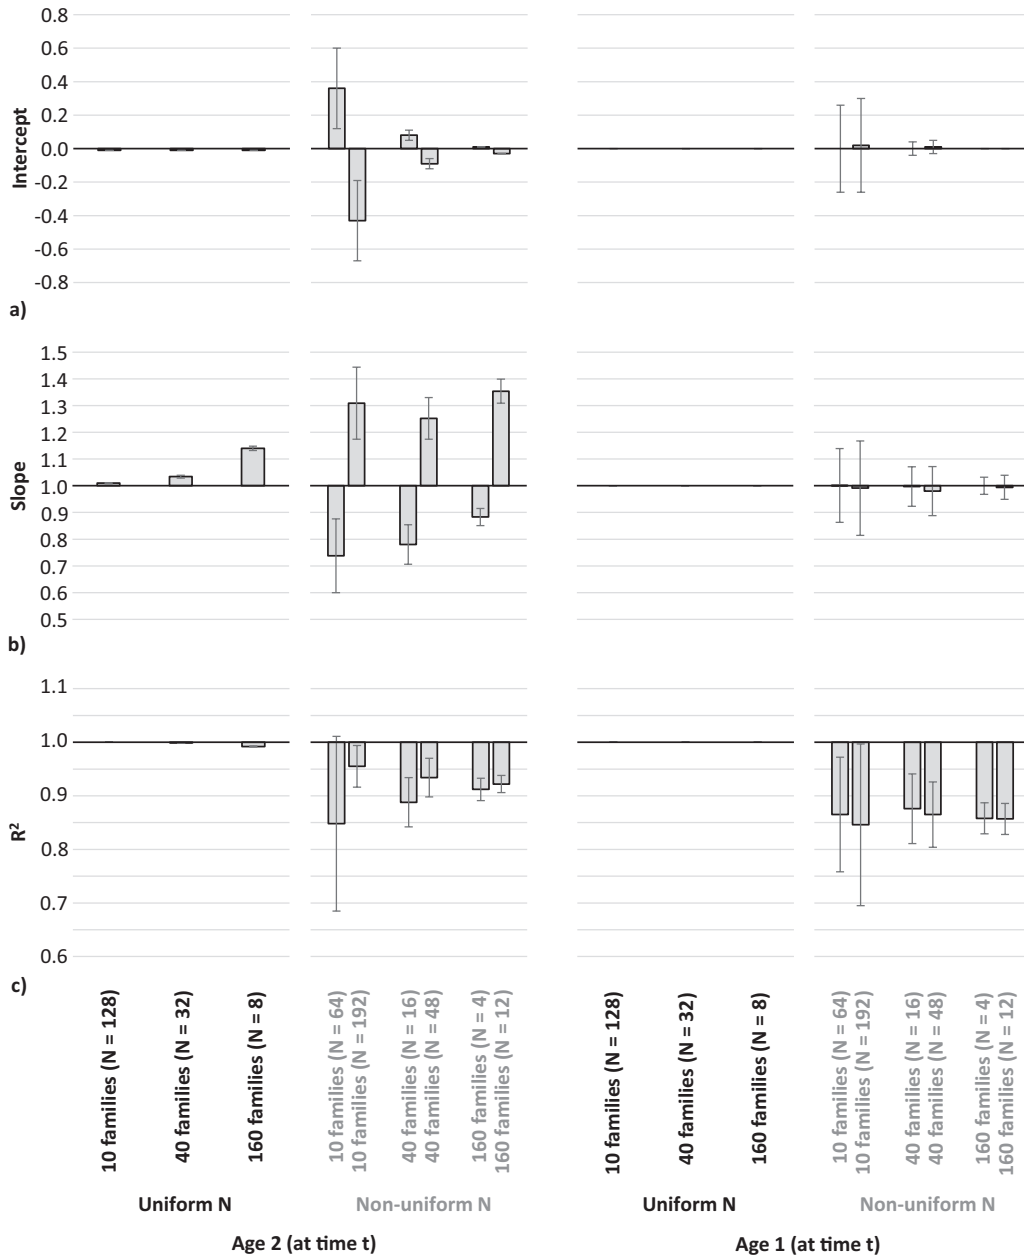 0.8
0.6
0.4
0.2
0.0
-0.2
-0.4
-0.6
-0.8
Intercept
a)
1.5
1.4
1.3
1.2
1.1
1.0
0.9
0.8
0.7
0.6
0.5
Slope
b)
1.1
1.0
0.9
0.8
0.7
0.6
R²
c)
10 families (N = 128)
40 families (N = 32)
160 families (N = 8)
10 families (N = 64)
10 families (N = 192)
40 families (N = 16)
40 families (N = 48)
160 families (N = 4)
160 families (N = 12)
10 families (N = 128)
40 families (N = 32)
160 families (N = 8)
10 families (N = 64)
10 families (N = 192)
40 families (N = 16)
40 families (N = 48)
160 families (N = 4)
160 families (N = 12)
Uniform N
Non-uniform N
Uniform N
Non-uniform N
Age 2 (at time t)
Age 1 (at time t)